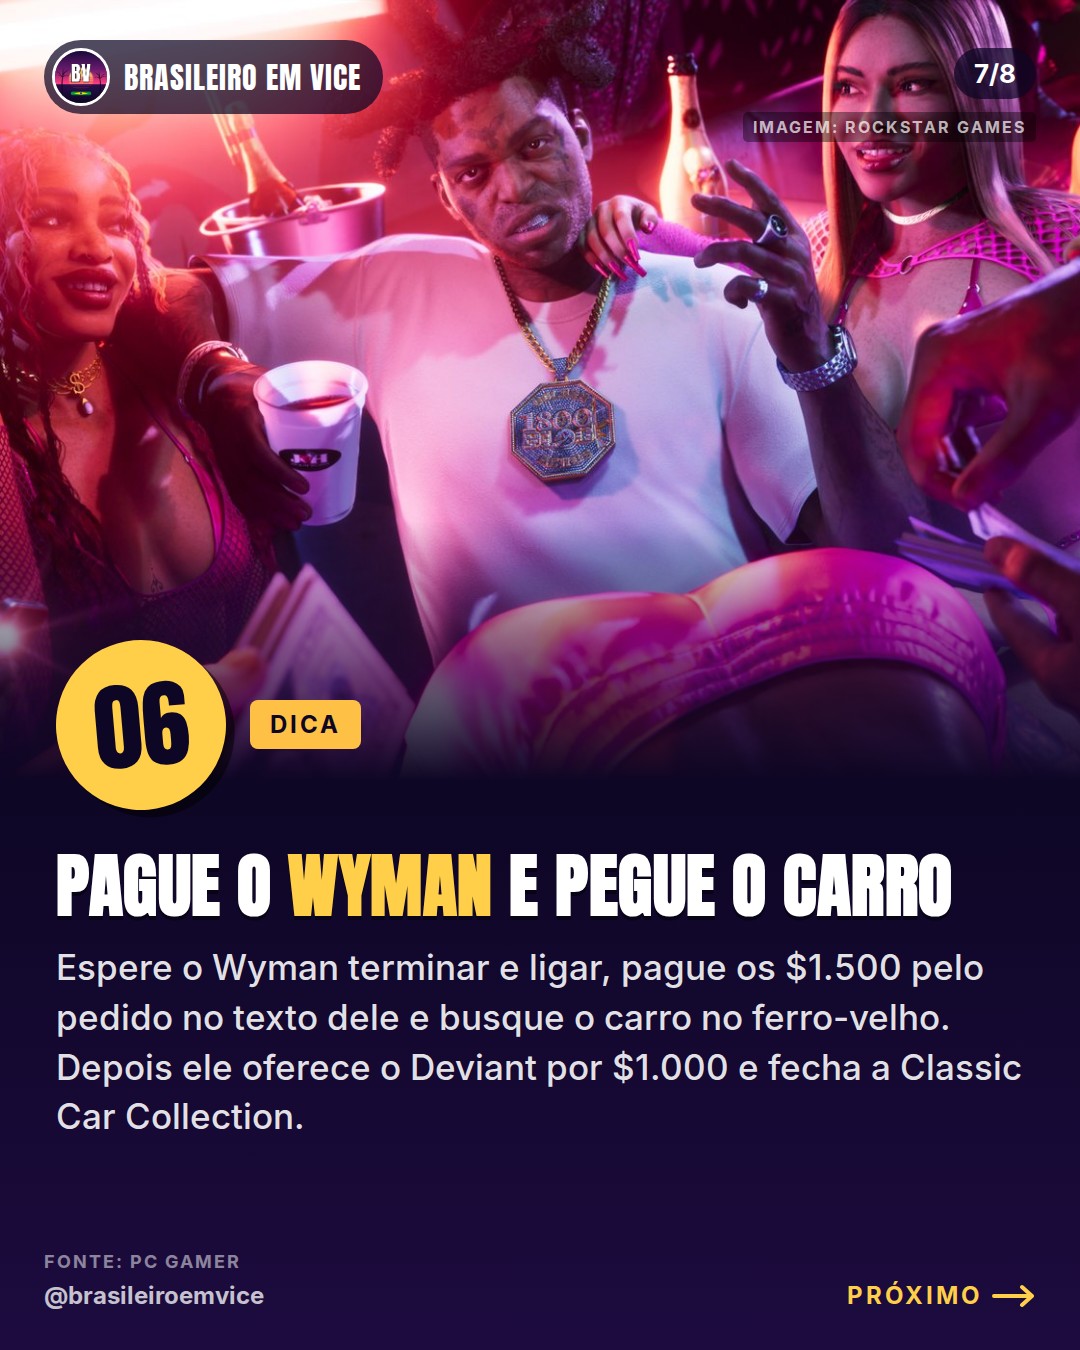 BV
BRASILEIRO EM VICE
7/8
IMAGEM: ROCKSTAR GAMES
06
DICA
PAGUE O WYMAN E PEGUE O CARRO
Espere o Wyman terminar e ligar, pague os $1.500 pelo
pedido no texto dele e busque o carro no ferro-velho.
Depois ele oferece o Deviant por $1.000 e fecha a Classic
Car Collection.
FONTE: PC GAMER
@brasileiroemvice
PRÓXIMO